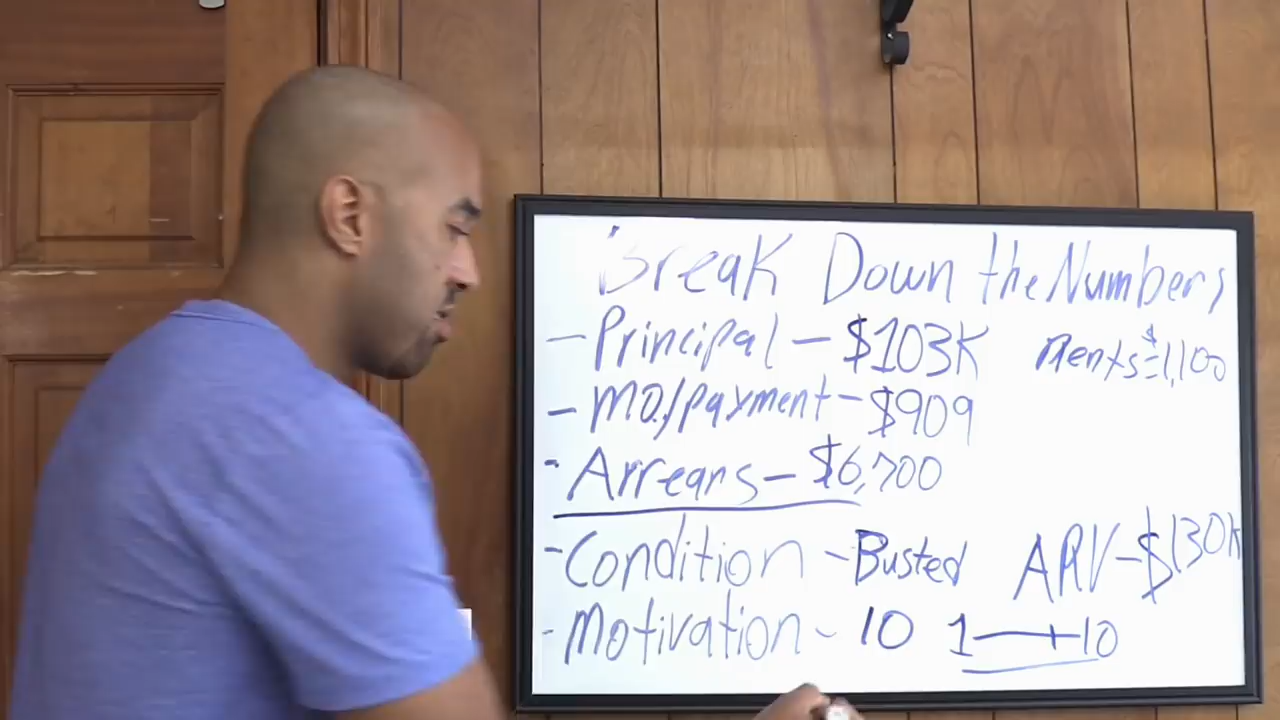 Break Down the Numbers
- Principal - $103K
Rents = $1,100
- Mo./payment - $909
- Arrears - $6,700
- Condition - Busted
ARV - $130K
- Motivation - 10 1 10